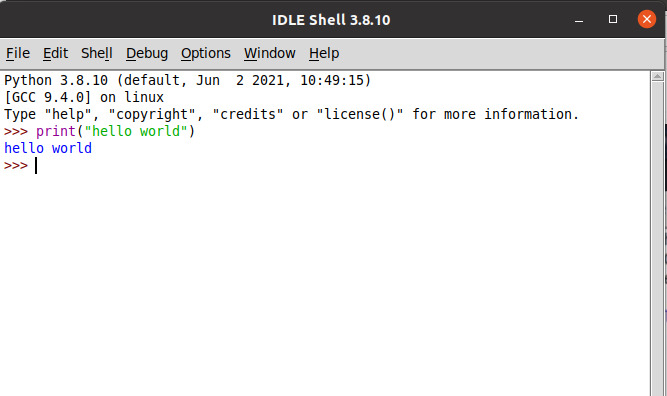 IDLE Shell 3.8.10
File Edit Shell Debug Options Window Help
Python 3.8.10 (default, Jun  2 2021, 10:49:15)
[GCC 9.4.0] on linux
Type "help", "copyright", "credits" or "license()" for more information.
>>> print("hello world")
hello world
>>>